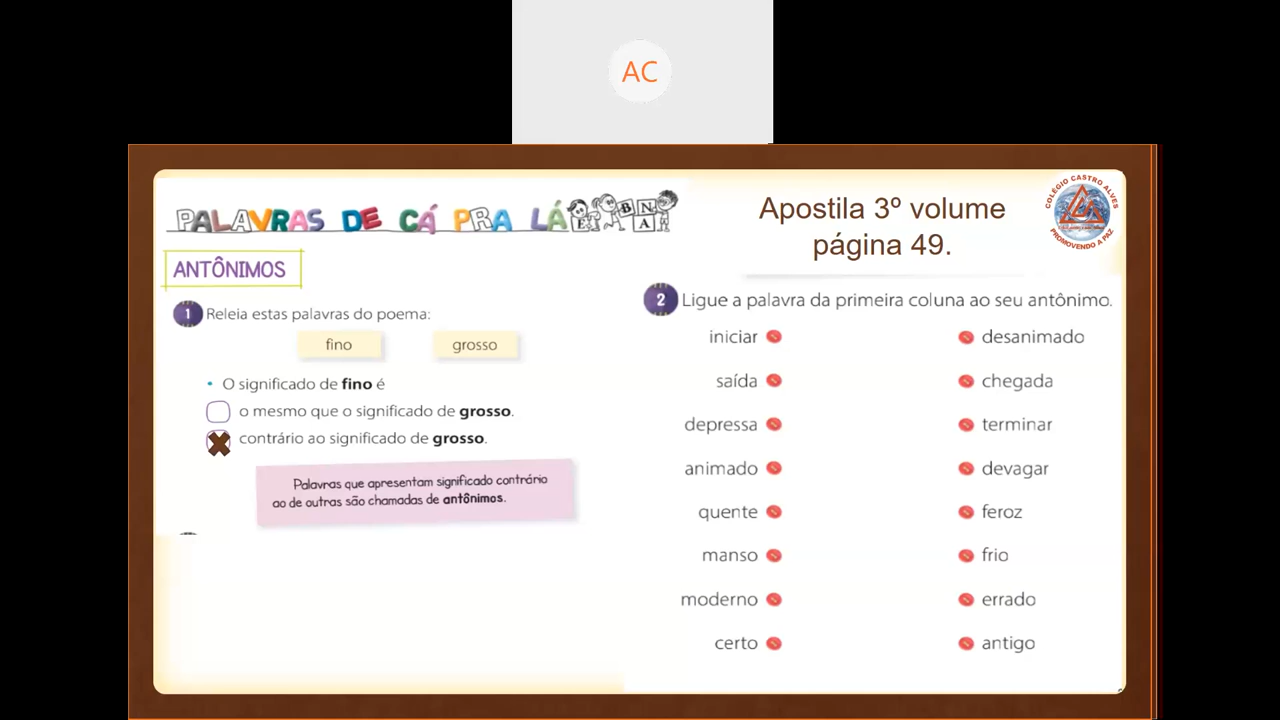 AC
PALAVRAS DE CÁ PRA LÁ
E B N A
Apostila 3º volume
página 49.
COLÉGIO CASTRO ALVES
PROMOVENDO A PAZ
ANTÔNIMOS
1 Releia estas palavras do poema:
fino grosso
• O significado de fino é
o mesmo que o significado de grosso.
contrário ao significado de grosso.
Palavras que apresentam significado contrário
ao de outras são chamadas de antônimos.
2 Ligue a palavra da primeira coluna ao seu antônimo.
iniciar desanimado
saída chegada
depressa terminar
animado devagar
quente feroz
manso frio
moderno errado
certo antigo